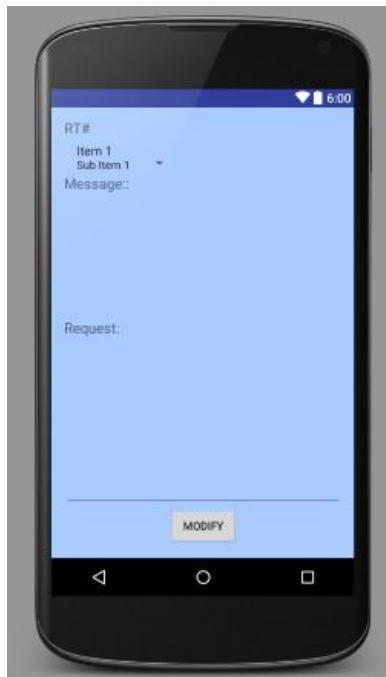 6:00
RT#
Item 1
Sub Item 1
Message::
Request:
MODIFY